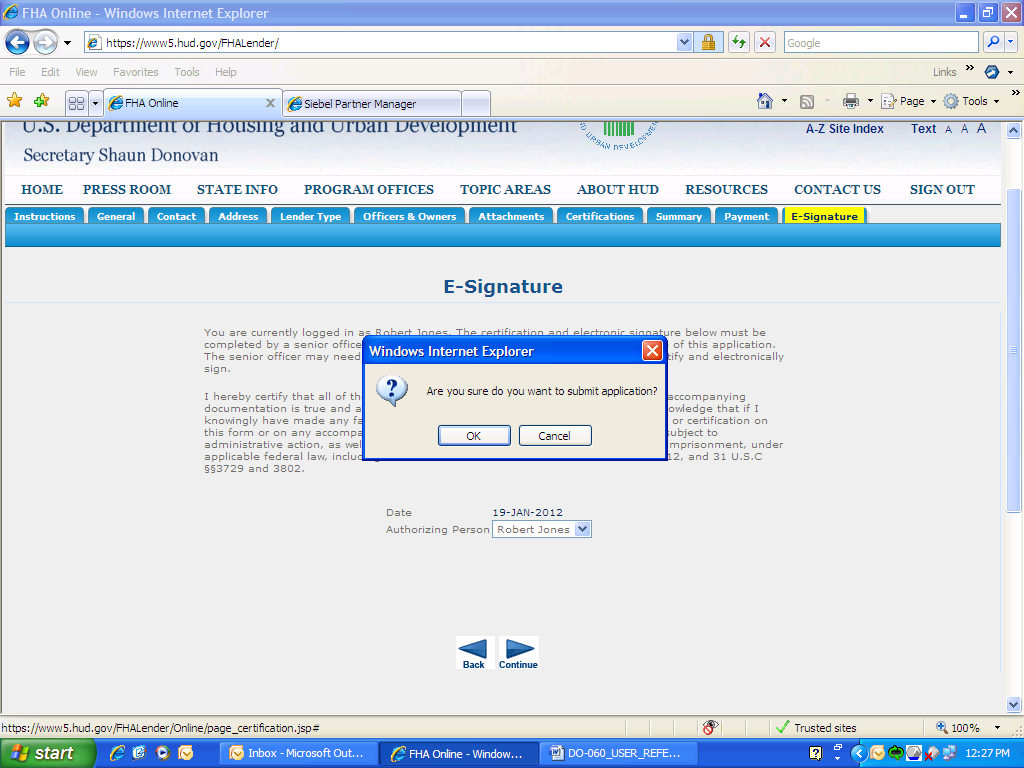 FHA Online - Windows Internet Explorer
https://www5.hud.gov/FHALender/
Google
File Edit View Favorites Tools Help
Links »
FHA Online
Siebel Partner Manager
Page Tools »
U.S. Department of Housing and Urban Development
Secretary Shaun Donovan
URBAN DEVELOPMENT
A-Z Site Index Text A A A
HOME PRESS ROOM STATE INFO PROGRAM OFFICES TOPIC AREAS ABOUT HUD RESOURCES CONTACT US SIGN OUT
Instructions General Contact Address Lender Type Officers & Owners Attachments Certifications Summary Payment E-Signature
E-Signature
You are currently logged in as Robert Jones. The certification and electronic signature below must be
completed by a senior office of this application.
The senior officer may need tify and electronically
sign.
I hereby certify that all of th accompanying
documentation is true and a owledge that if I
knowingly have made any fa or certification on
this form or on any accompa subject to
administrative action, as wel mprisonment, under
applicable federal law, includ 12, and 31 U.S.C
§§3729 and 3802.
Windows Internet Explorer
Are you sure do you want to submit application?
OK Cancel
Date 19-JAN-2012
Authorizing Person Robert Jones
Back Continue
https://www5.hud.gov/FHALender/Online/page_certification.jsp#
Trusted sites
100%
start
Inbox - Microsoft Out...
FHA Online - Window...
DO-060_USER_REFE...
12:27 PM